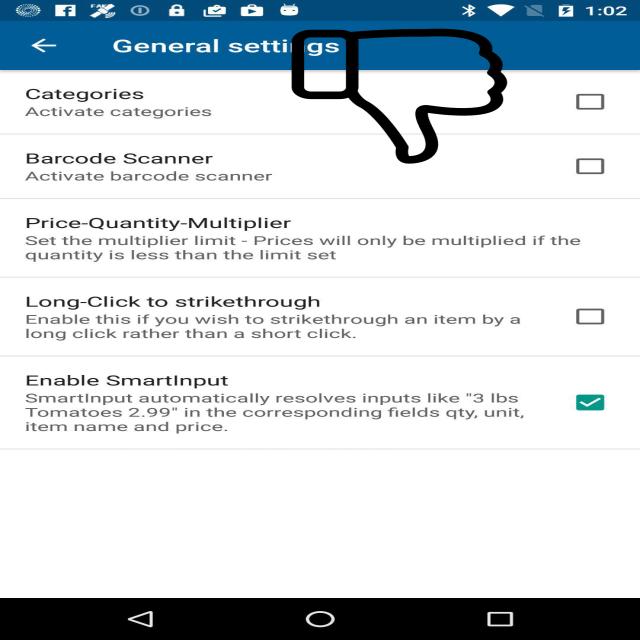 1:02
General settings
Categories
Activate categories
Barcode Scanner
Activate barcode scanner
Price-Quantity-Multiplier
Set the multiplier limit - Prices will only be multiplied if the
quantity is less than the limit set
Long-Click to strikethrough
Enable this if you wish to strikethrough an item by a
long click rather than a short click.
Enable SmartInput
SmartInput automatically resolves inputs like "3 lbs
Tomatoes 2.99" in the corresponding fields qty, unit,
item name and price.